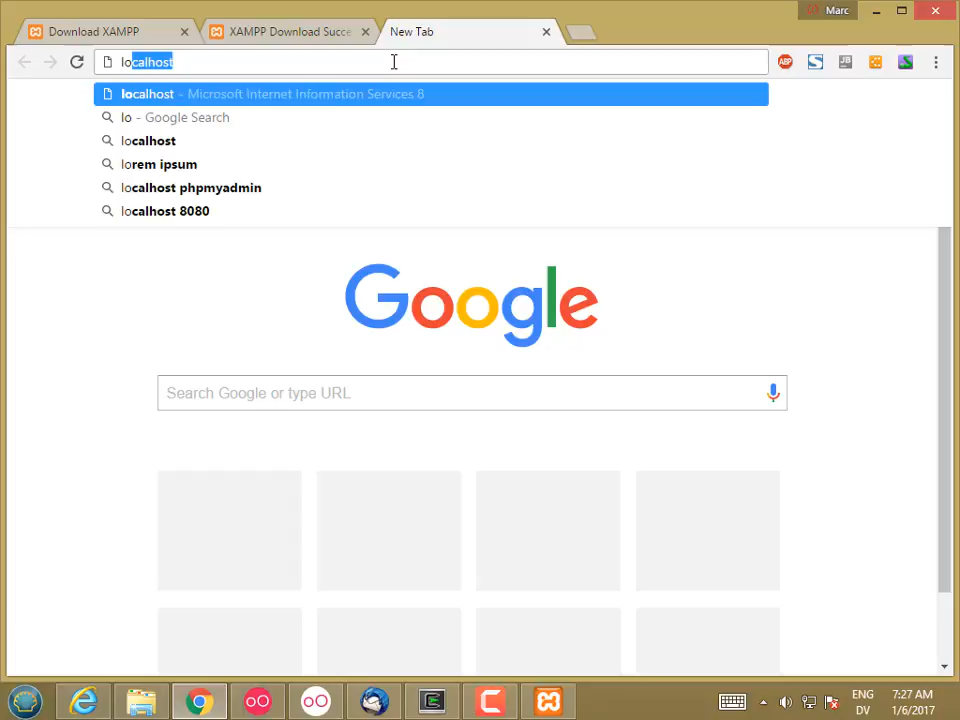 Marc
Download XAMPP
XAMPP Download Succe
New Tab
localhost
ABP
JB
localhost - Microsoft Internet Information Services 8
lo - Google Search
localhost
lorem ipsum
localhost phpmyadmin
localhost 8080
Google
Search Google or type URL
ENG
7:27 AM
DV
1/6/2017